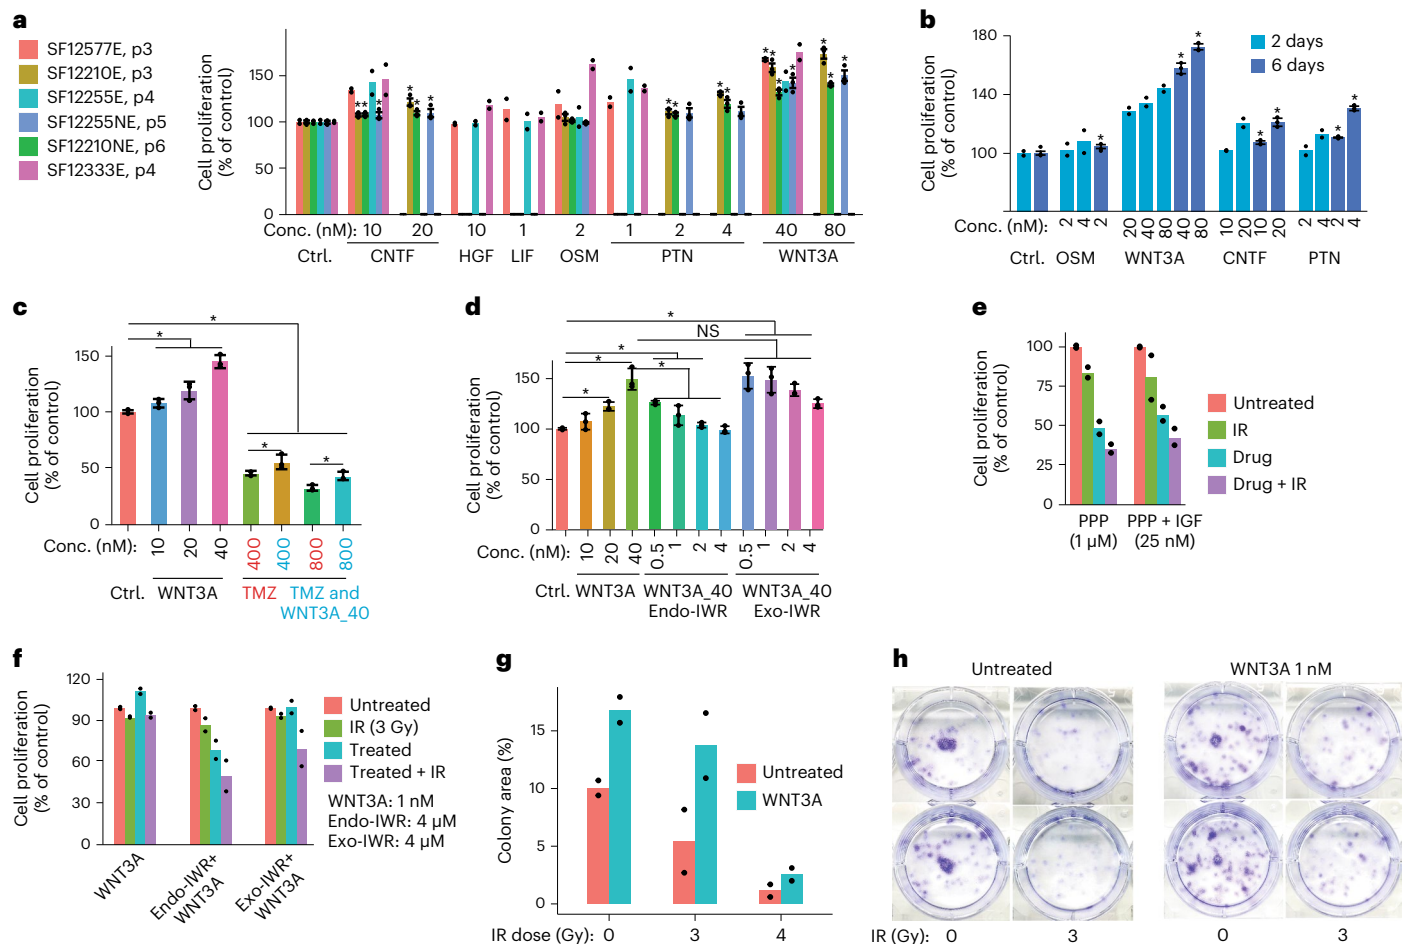 a
SF12577E, p3
SF12210E, p3
SF12255E, p4
SF12255NE, p5
SF12210NE, p6
SF12333E, p4
Cell proliferation
(% of control)
150
100
50
0
* ** * * * * ** * * * * * * * * * *
Conc. (nM): 10 20 10 1 2 1 2 4 40 80
Ctrl. CNTF HGF LIF OSM PTN WNT3A
b
Cell proliferation
(% of control)
180
140
100
2 days
6 days
* * * * * * *
Conc. (nM): 2 4 2 20 40 80 40 80 10 20 10 20 2 4 2 4
Ctrl. OSM WNT3A CNTF PTN
c
Cell proliferation
(% of control)
150
100
50
0
* * * *
Conc. (nM): 10 20 40 400 400 800 800
Ctrl. WNT3A TMZ TMZ and
WNT3A_40
d
Cell proliferation
(% of control)
150
100
50
0
* NS * * * *
Conc. (nM): 10 20 40 0.5 1 2 4 0.5 1 2 4
Ctrl. WNT3A WNT3A_40 WNT3A_40
Endo-IWR Exo-IWR
e
Cell proliferation
(% of control)
100
75
50
25
0
PPP PPP + IGF
(1 µM) (25 nM)
Untreated
IR
Drug
Drug + IR
f
Cell proliferation
(% of control)
120
90
60
30
0
WNT3A
Endo-IWR+
WNT3A
Exo-IWR+
WNT3A
Untreated
IR (3 Gy)
Treated
Treated + IR
WNT3A: 1 nM
Endo-IWR: 4 µM
Exo-IWR: 4 µM
g
Colony area (%)
15
10
5
0
Untreated
WNT3A
IR dose (Gy): 0 3 4
h
Untreated WNT3A 1 nM
IR (Gy): 0 3 0 3